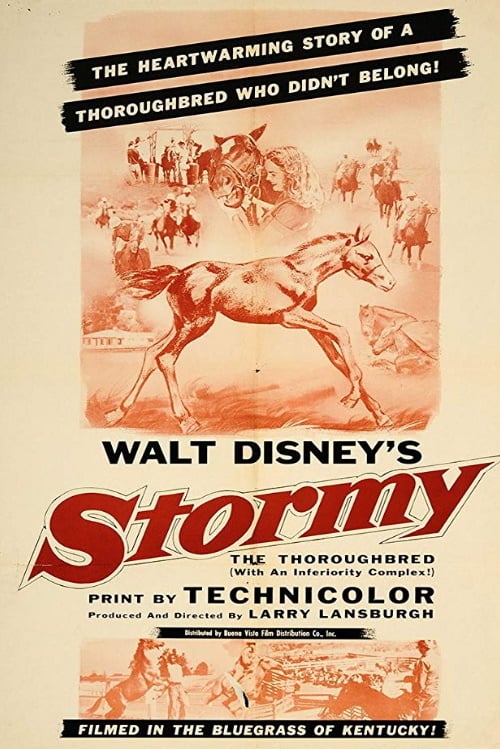 THE HEARTWARMING STORY OF A
THOROUGHBRED WHO DIDN'T BELONG!
WALT DISNEY'S
Stormy
THE THOROUGHBRED
(With An Inferiority Complex!)
PRINT BY TECHNICOLOR
Produced And Directed By LARRY LANSBURGH
Distributed by Buena Vista Film Distribution Co., Inc.
FILMED IN THE BLUEGRASS OF KENTUCKY!